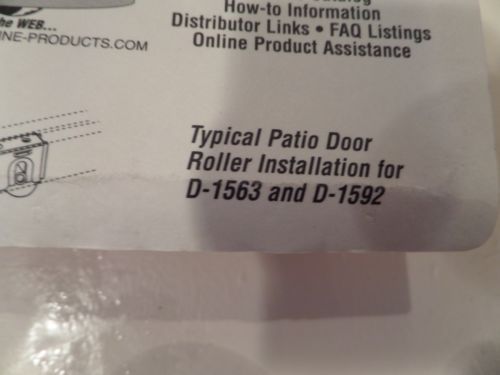 How-to Information
the WEB...
Distributor Links • FAQ Listings
NE-PRODUCTS.COM
Online Product Assistance
Typical Patio Door
Roller Installation for
D-1563 and D-1592